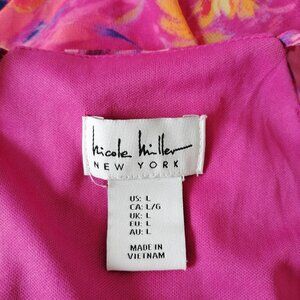 Nicole Miller
NEW YORK
US: L
CA: L/G
UK: L
EU: L
AU: L
MADE IN
VIETNAM